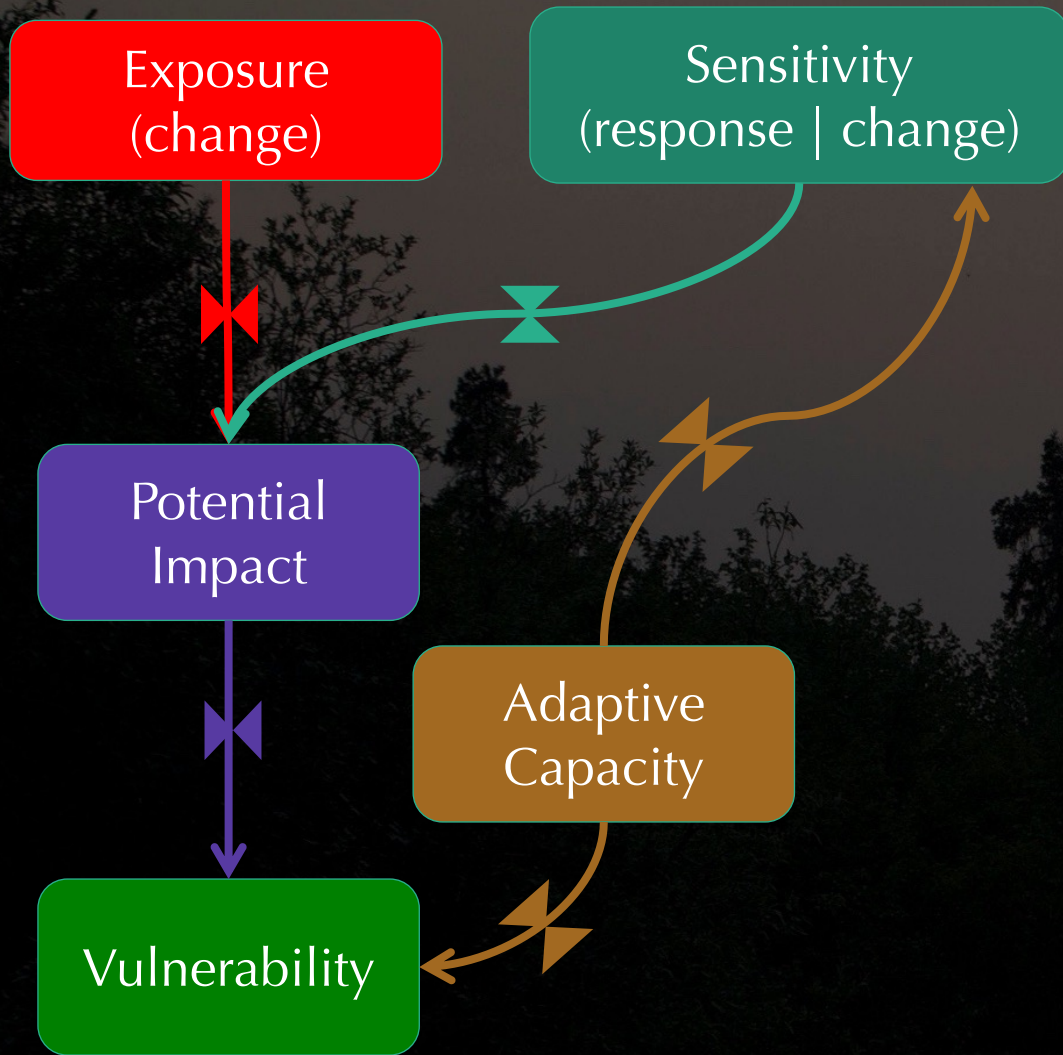 Exposure
(change)
Sensitivity
(response | change)
Potential
Impact
Adaptive
Capacity
Vulnerability